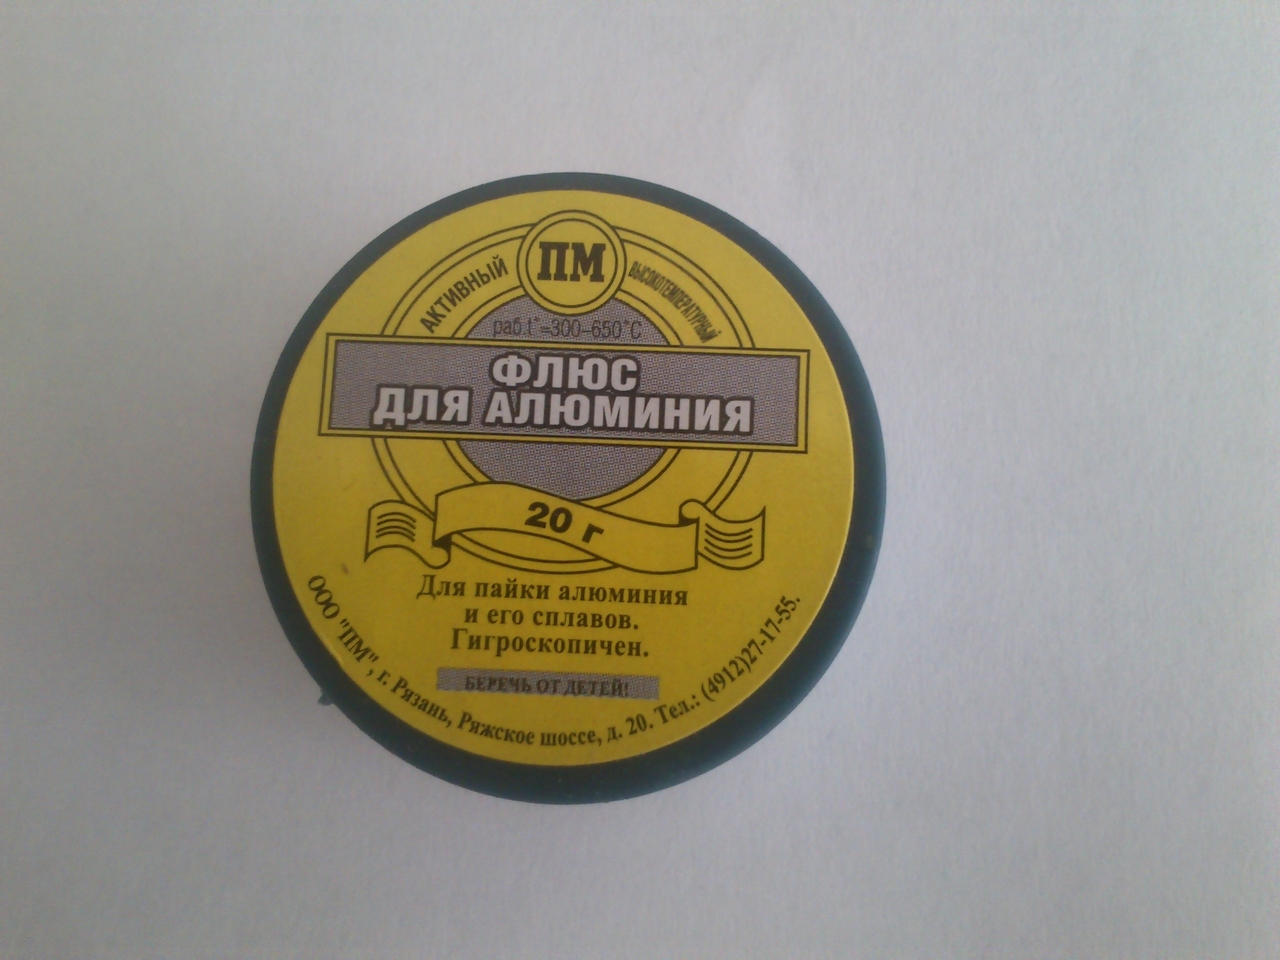 ПМ
АКТИВНЫЙ
ВЫСОКОТЕМПЕРАТУРНЫЙ
раб.t°-300-650°С
ФЛЮС
ДЛЯ АЛЮМИНИЯ
20 г
Для пайки алюминия
и его сплавов.
Гигроскопичен.
БЕРЕЧЬ ОТ ДЕТЕЙ!
ООО "ПМ", г. Рязань, Ряжское шоссе, д. 20. Тел.: (4912)27-17-55.